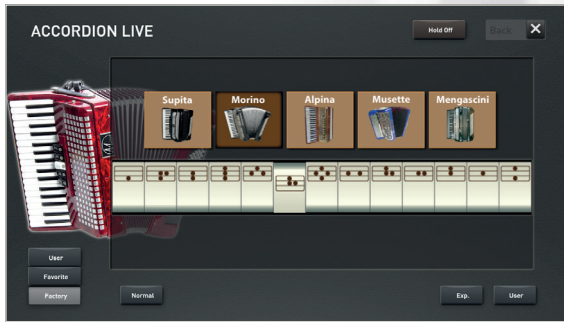 ACCORDION LIVE
Hold Off
Back
Supita
Morino
Alpina
Musette
Mengascini
User
Favorite
Factory
Normal
Exp.
User